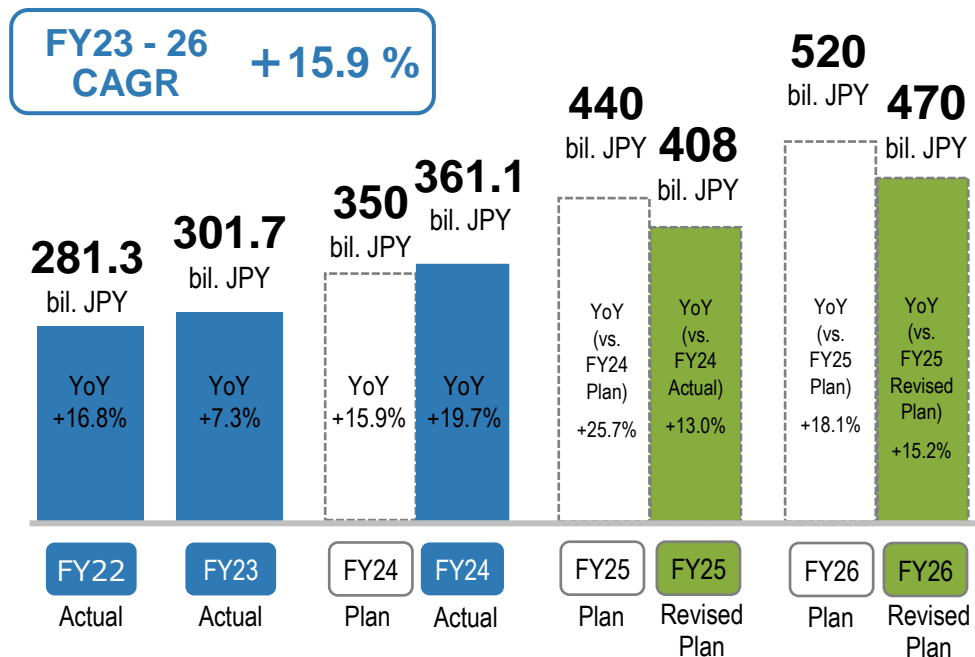 FY23 - 26
CAGR
+15.9 %
281.3
bil. JPY
301.7
bil. JPY
350
bil. JPY
361.1
bil. JPY
440
bil. JPY
408
bil. JPY
520
bil. JPY
470
bil. JPY
YoY
+16.8%
YoY
+7.3%
YoY
+15.9%
YoY
+19.7%
YoY
(vs.
FY24
Plan)
+25.7%
YoY
(vs.
FY24
Actual)
+13.0%
YoY
(vs.
FY25
Plan)
+18.1%
YoY
(vs.
FY25
Revised
Plan)
+15.2%
FY22
Actual
FY23
Actual
FY24
Plan
FY24
Actual
FY25
Plan
FY25
Revised
Plan
FY26
Plan
FY26
Revised
Plan